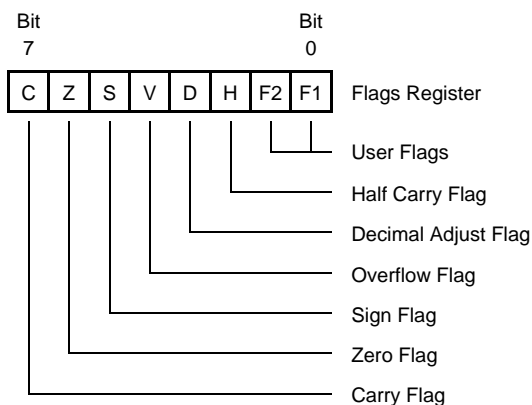 Bit Bit
7 0
C Z S V D H F2 F1 Flags Register
User Flags
Half Carry Flag
Decimal Adjust Flag
Overflow Flag
Sign Flag
Zero Flag
Carry Flag